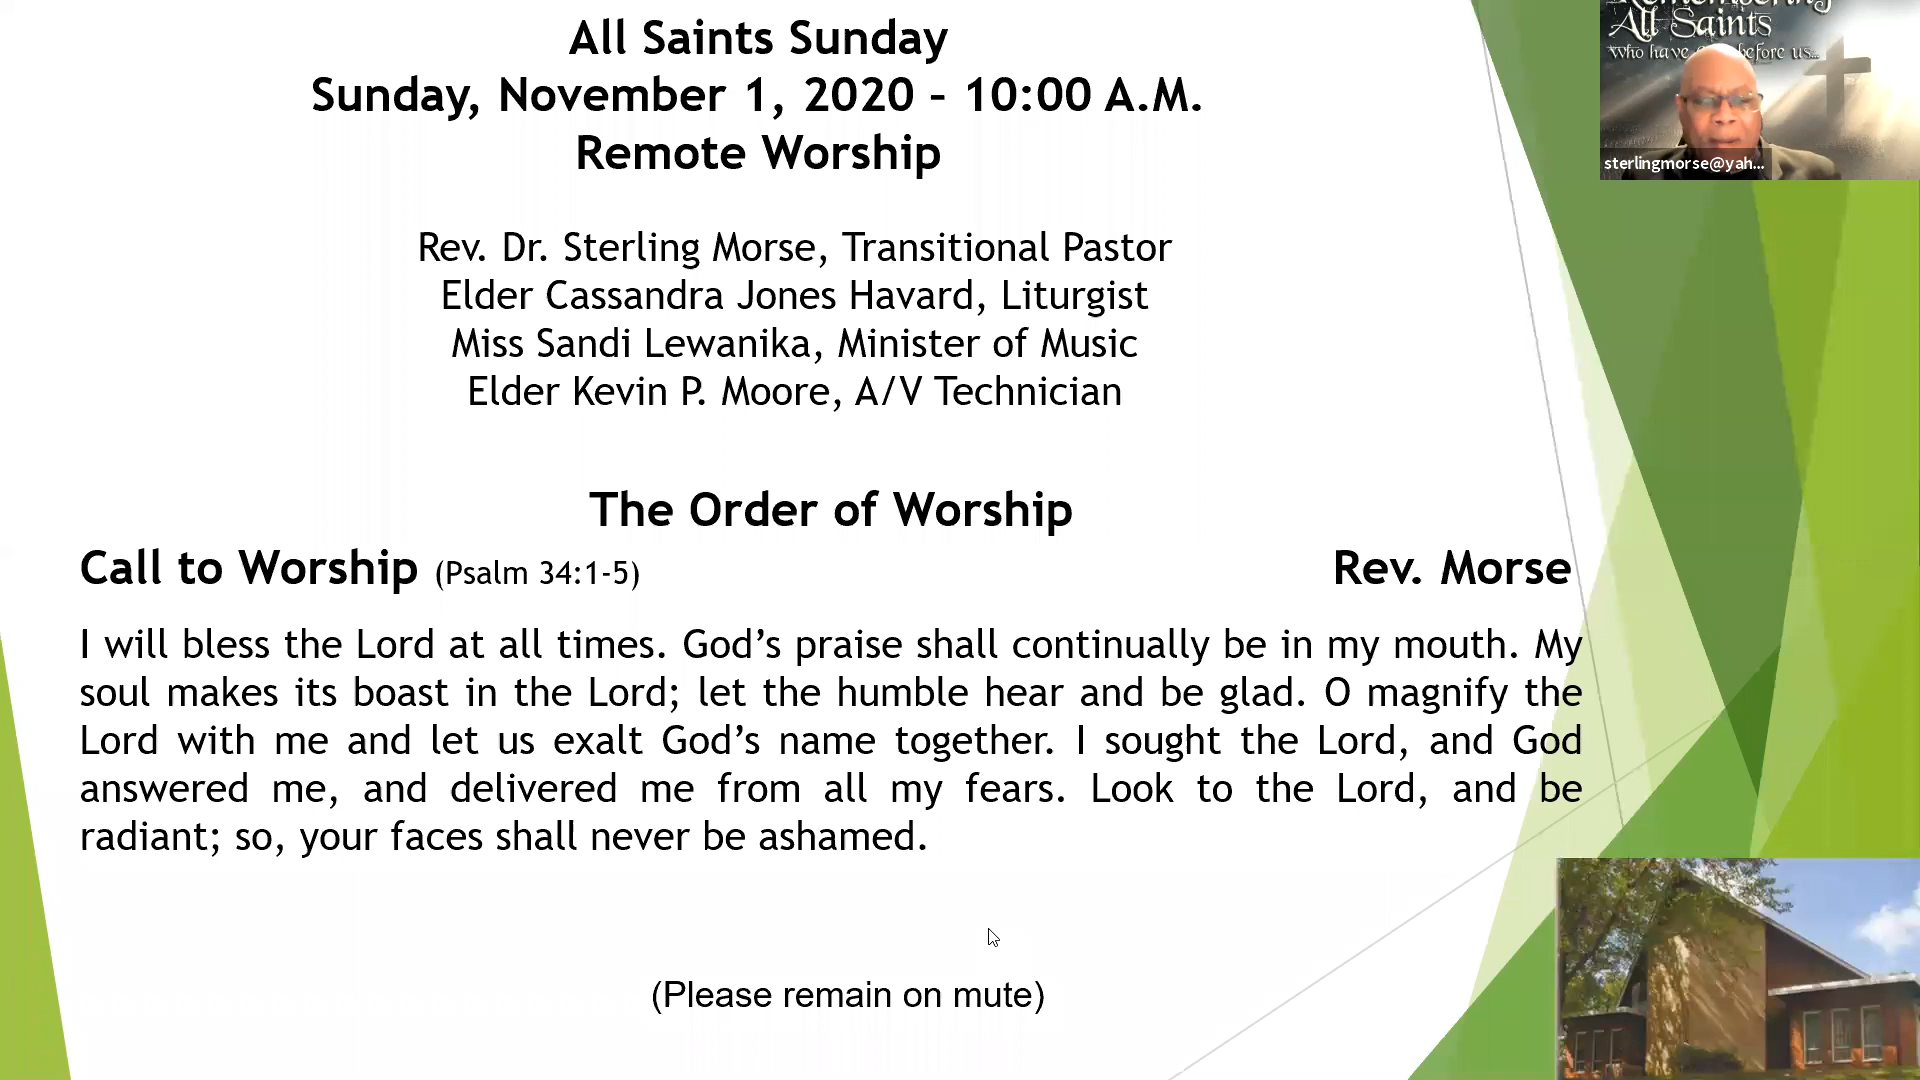 All Saints Sunday
Sunday, November 1, 2020 – 10:00 A.M.
Remote Worship
Remembering
All Saints
Who have before us...
sterlingmorse@yah...
Rev. Dr. Sterling Morse, Transitional Pastor
Elder Cassandra Jones Havard, Liturgist
Miss Sandi Lewanika, Minister of Music
Elder Kevin P. Moore, A/V Technician
The Order of Worship
Call to Worship (Psalm 34:1-5) Rev. Morse
I will bless the Lord at all times. God’s praise shall continually be in my mouth. My
soul makes its boast in the Lord; let the humble hear and be glad. O magnify the
Lord with me and let us exalt God’s name together. I sought the Lord, and God
answered me, and delivered me from all my fears. Look to the Lord, and be
radiant; so, your faces shall never be ashamed.
(Please remain on mute)